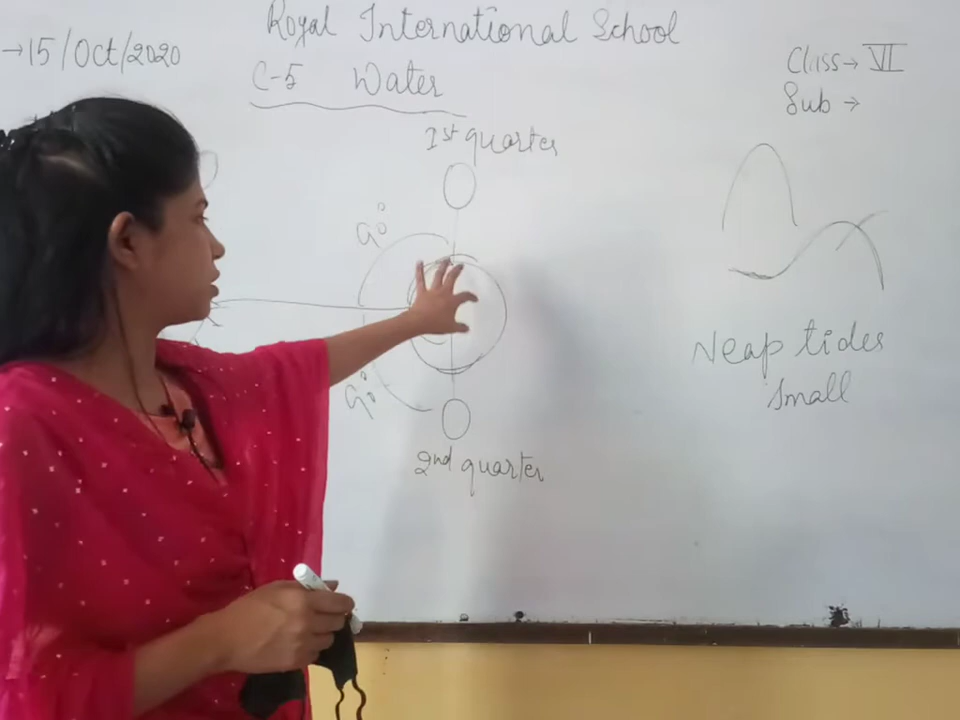 Royal International School
→15/Oct/2020
C-5 Water
Class→ VI
Sub →
1st quarter
90°
90°
2nd quarter
Neap tides
Small